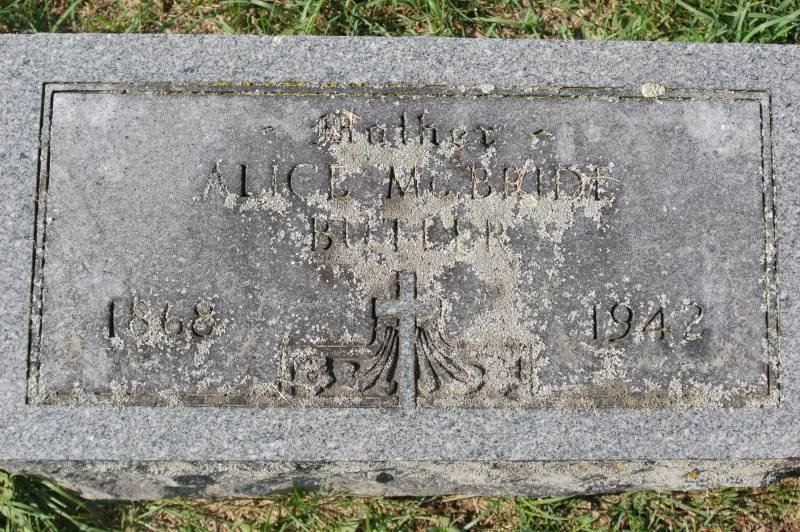 - Mother -
ALICE MCBRIDE
BUTLER
1868 1942